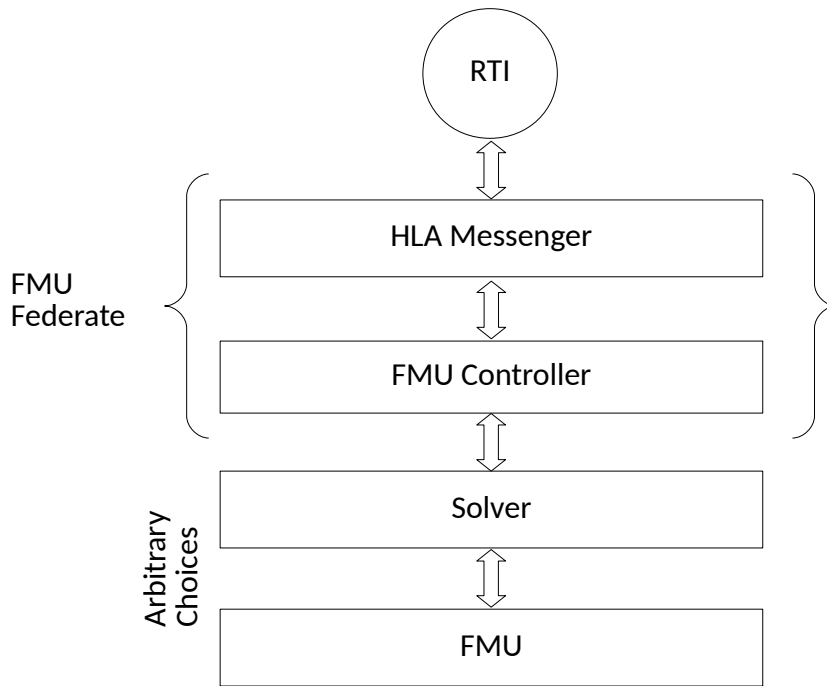 RTI
HLA Messenger
FMU
Federate
FMU Controller
Solver
Arbitrary
Choices
FMU